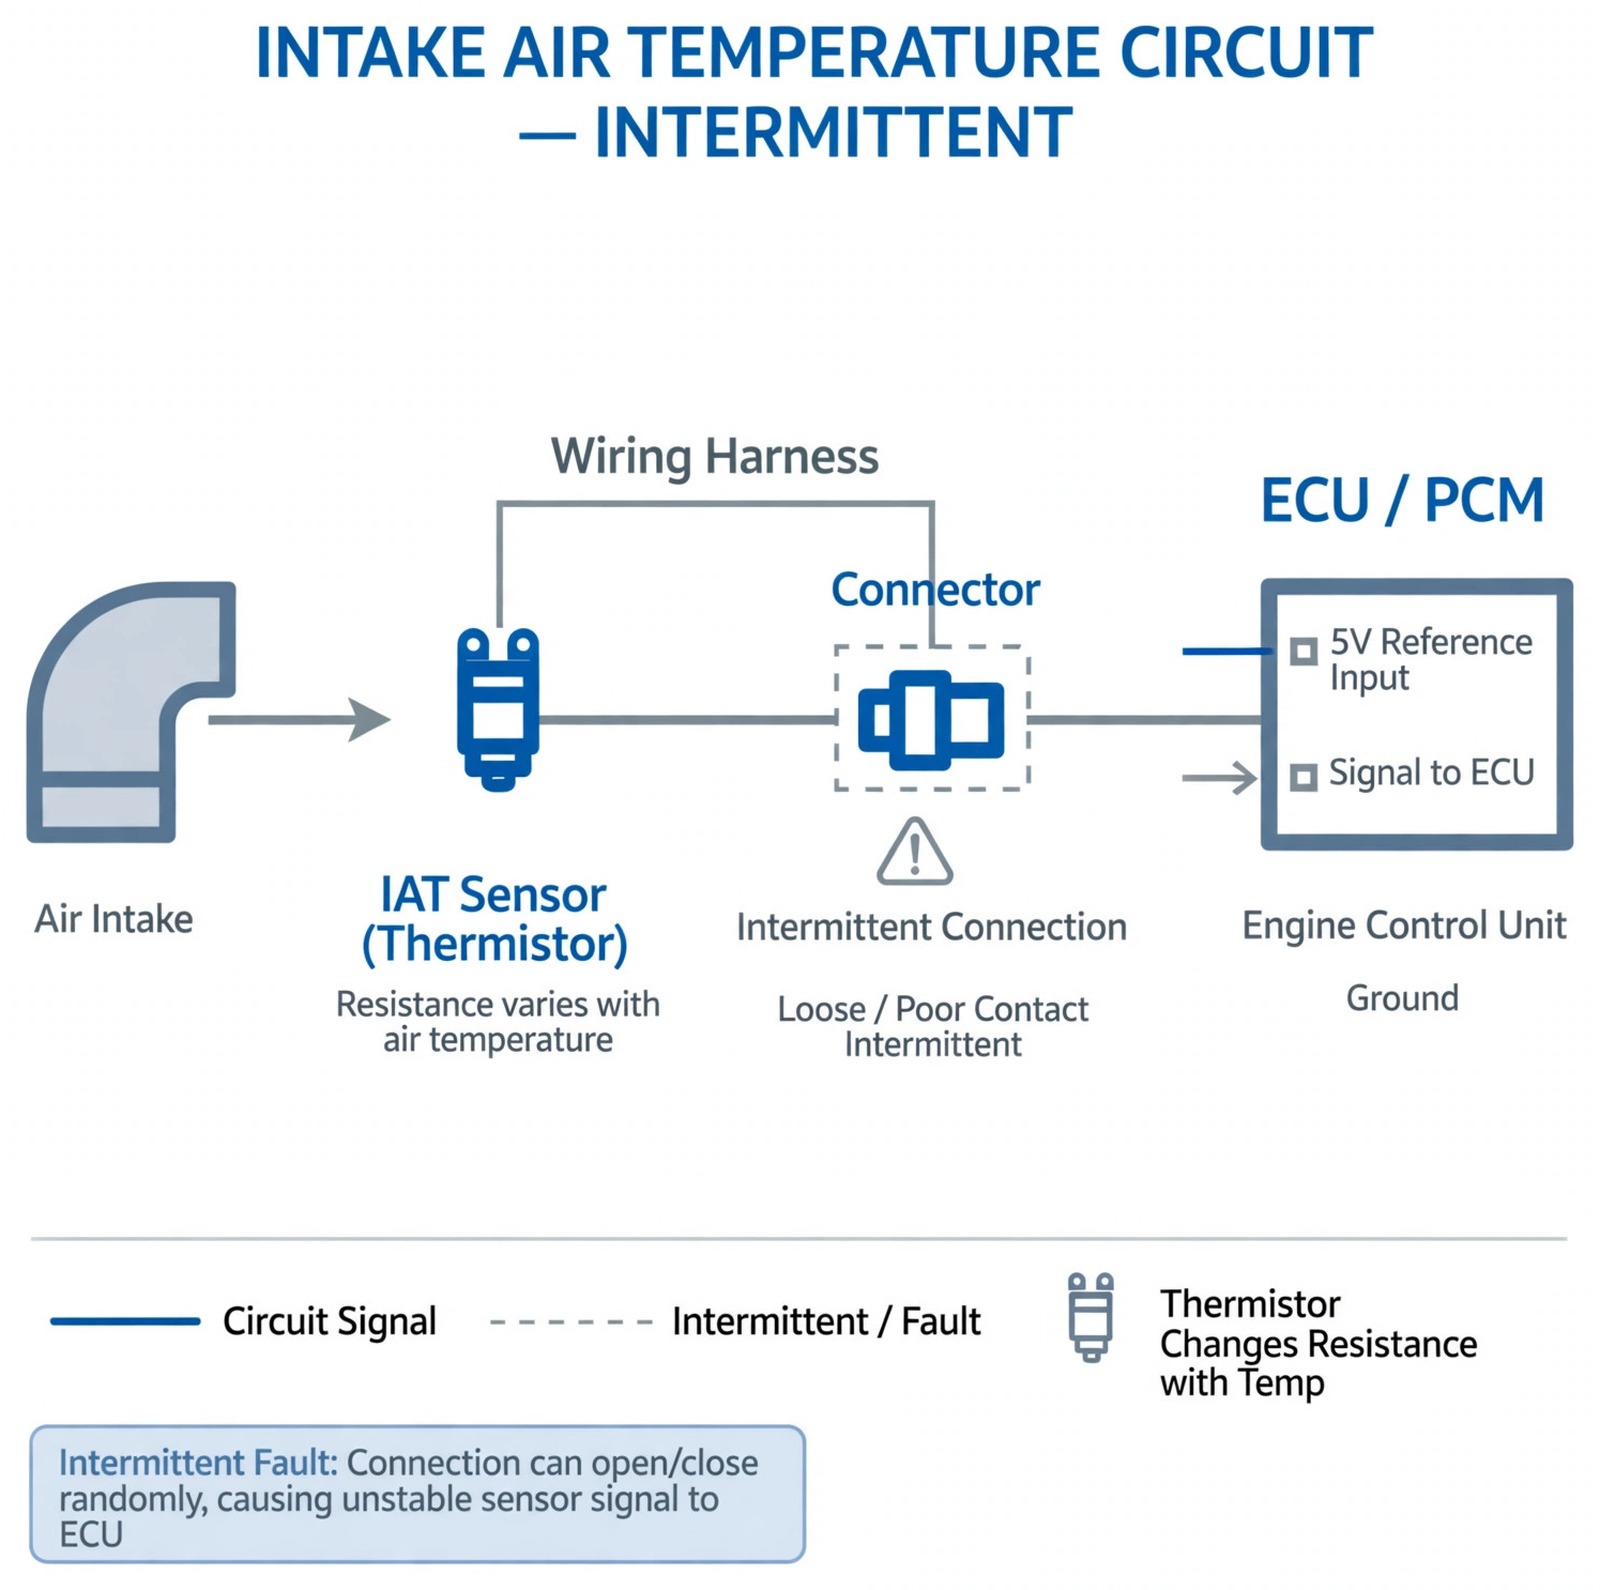 INTAKE AIR TEMPERATURE CIRCUIT
— INTERMITTENT
Wiring Harness
ECU / PCM
Connector
5V Reference
Input
Signal to ECU
Air Intake
IAT Sensor
(Thermistor)
Resistance varies with
air temperature
Intermittent Connection
Loose / Poor Contact
Intermittent
Engine Control Unit
Ground
Circuit Signal
Intermittent / Fault
Thermistor
Changes Resistance
with Temp
Intermittent Fault: Connection can open/close
randomly, causing unstable sensor signal to
ECU